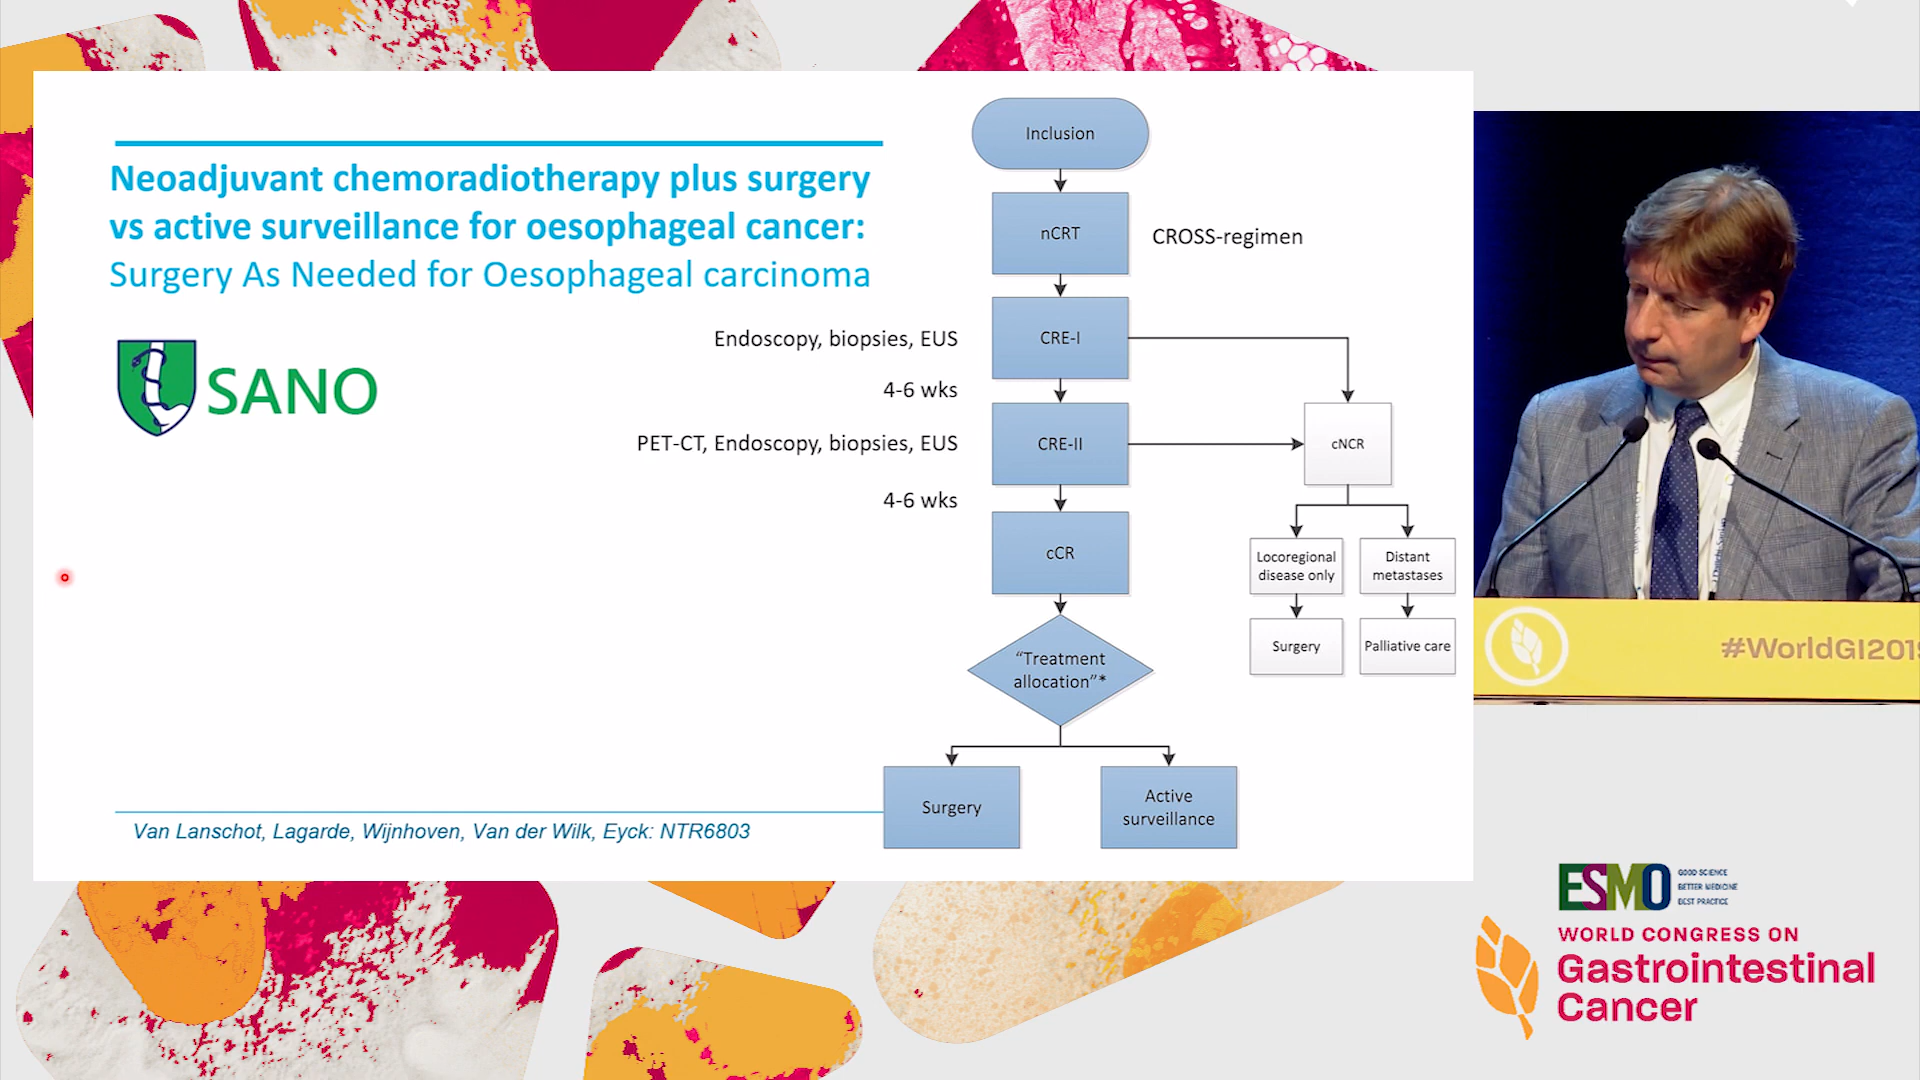 Neoadjuvant chemoradiotherapy plus surgery
vs active surveillance for oesophageal cancer:
Surgery As Needed for Oesophageal carcinoma
SANO
Inclusion
nCRT
CROSS-regimen
Endoscopy, biopsies, EUS
CRE-I
4-6 wks
PET-CT, Endoscopy, biopsies, EUS
CRE-II
cNCR
4-6 wks
cCR
Locoregional
disease only
Distant
metastases
Surgery
Palliative care
“Treatment
allocation”*
Surgery
Active
surveillance
Van Lanschot, Lagarde, Wijnhoven, Van der Wilk, Eyck: NTR6803
#WorldGI201
ESMO
GOOD SCIENCE
BETTER MEDICINE
BEST PRACTICE
WORLD CONGRESS ON
Gastrointestinal
Cancer